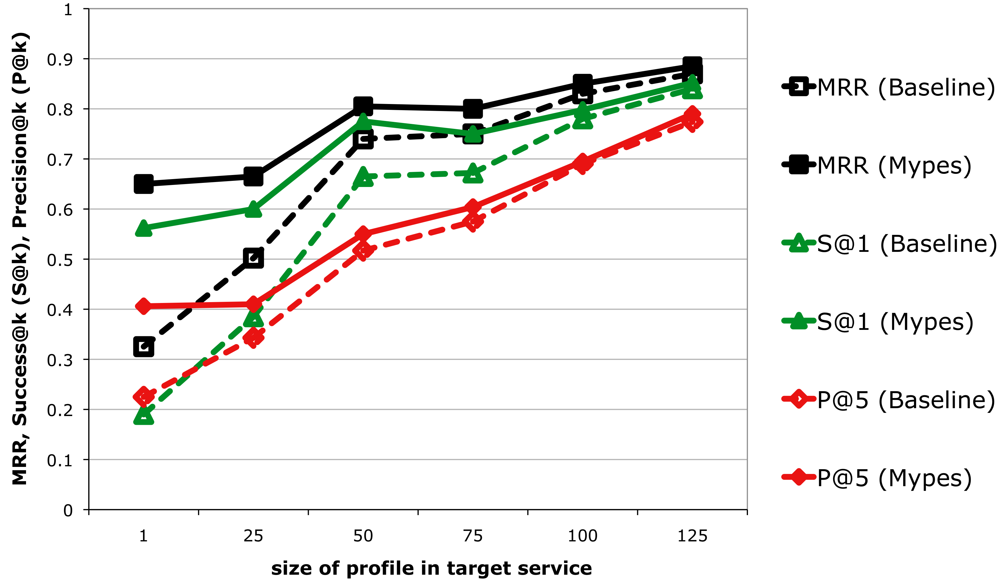 MRR, Success@k (S@k), Precision@k (P@k)
1
0.9
0.8
0.7
0.6
0.5
0.4
0.3
0.2
0.1
0
1 25 50 75 100 125
size of profile in target service
MRR (Baseline)
MRR (Mypes)
S@1 (Baseline)
S@1 (Mypes)
P@5 (Baseline)
P@5 (Mypes)